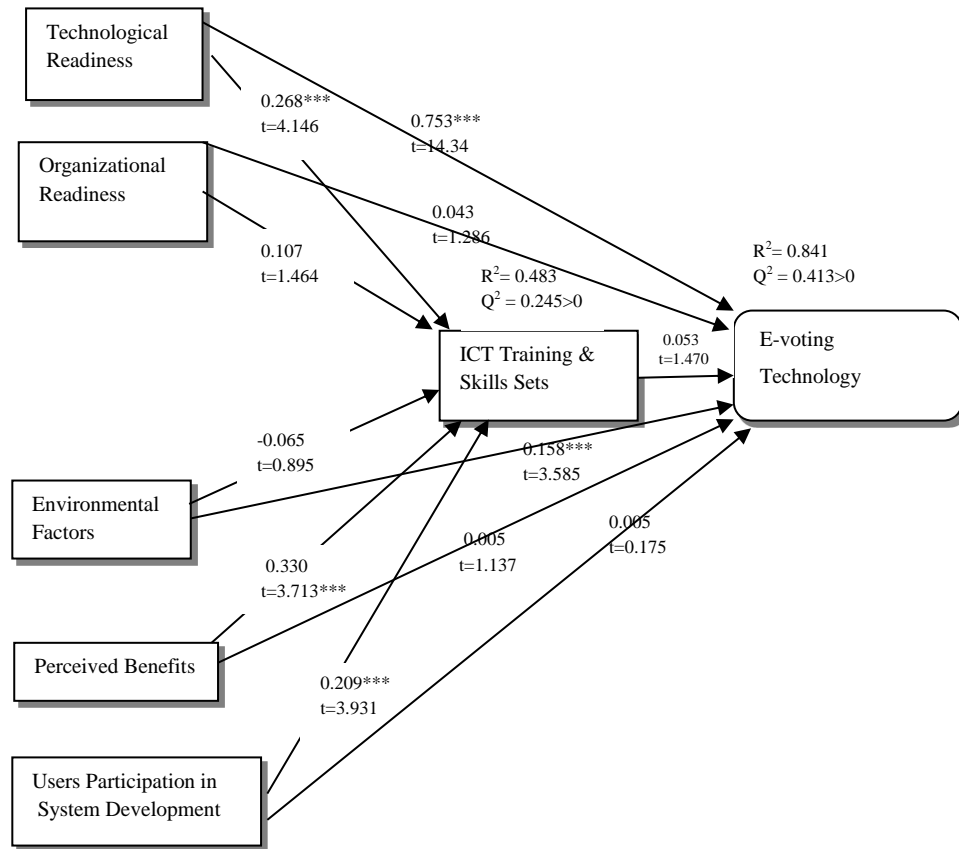 Technological
Readiness
0.268***
t=4.146
0.753***
t=14.34
Organizational
Readiness
0.043
t=1.286
0.107
t=1.464
R²= 0.483
Q² = 0.245>0
R²= 0.841
Q² = 0.413>0
ICT Training &
Skills Sets
0.053
t=1.470
E-voting
Technology
-0.065
t=0.895
0.158***
t=3.585
Environmental
Factors
0.005
t=1.137
0.005
t=0.175
0.330
t=3.713***
Perceived Benefits
0.209***
t=3.931
Users Participation in
System Development